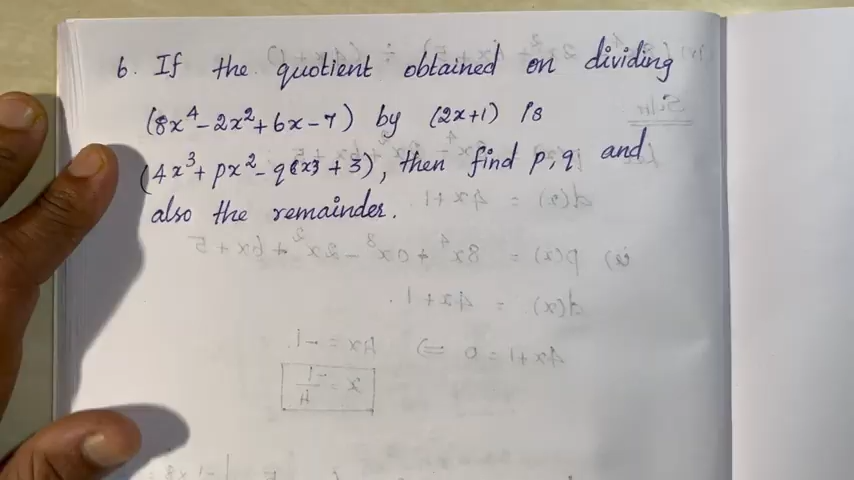 6. If the quotient obtained on dividing
(8x⁴-2x²+6x-7) by (2x+1) is
(4x³+px²-qx+3), then find p, q and
also the remainder.